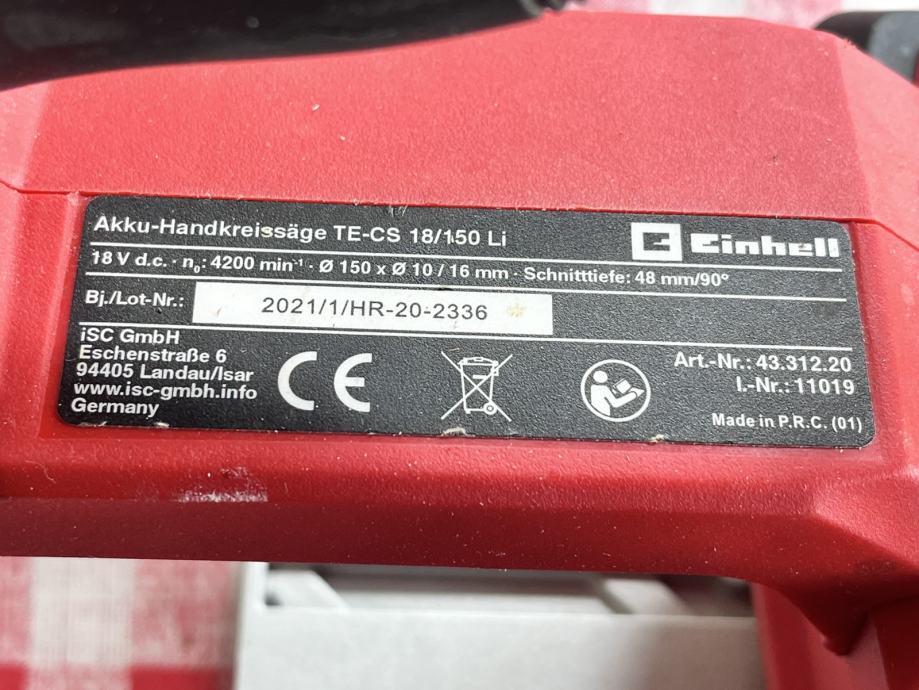 Akku-Handkreissäge TE-CS 18/150 Li
Einhell
18 V d.c. · n₀: 4200 min⁻¹ · Ø 150 x Ø 10 / 16 mm · Schnitttiefe: 48 mm/90°
Bj./Lot-Nr.: 2021/1/HR-20-2336
iSC GmbH
Eschenstraße 6
94405 Landau/Isar
www.isc-gmbh.info
Germany
CE
Art.-Nr.: 43.312.20
I.-Nr.: 11019
Made in P.R.C. (01)